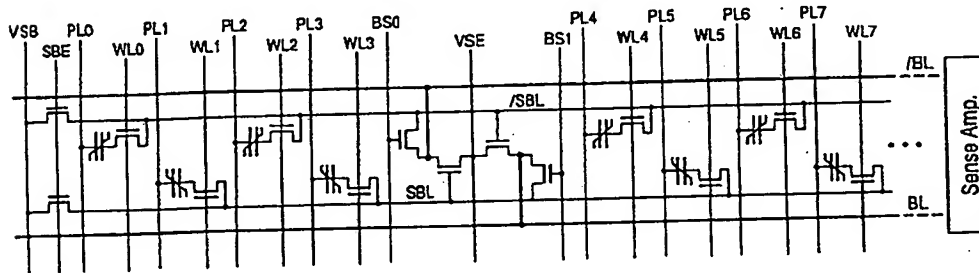 VSB SBE PL0 WL0 PL1 WL1 PL2 WL2 PL3 WL3 BS0 VSE BS1 PL4 WL4 PL5 WL5 PL6 WL6 PL7 WL7
/BL
/SBL
SBL
BL
Sense Amp.